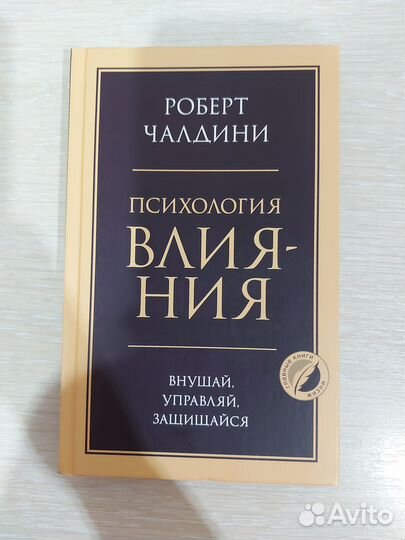 РОБЕРТ
ЧАЛДИНИ
ПСИХОЛОГИЯ
ВЛИЯ-
НИЯ
ГЛАВНЫЕ КНИГИ
ЖИЗНИ
ВНУШАЙ,
УПРАВЛЯЙ,
ЗАЩИЩАЙСЯ
Avito